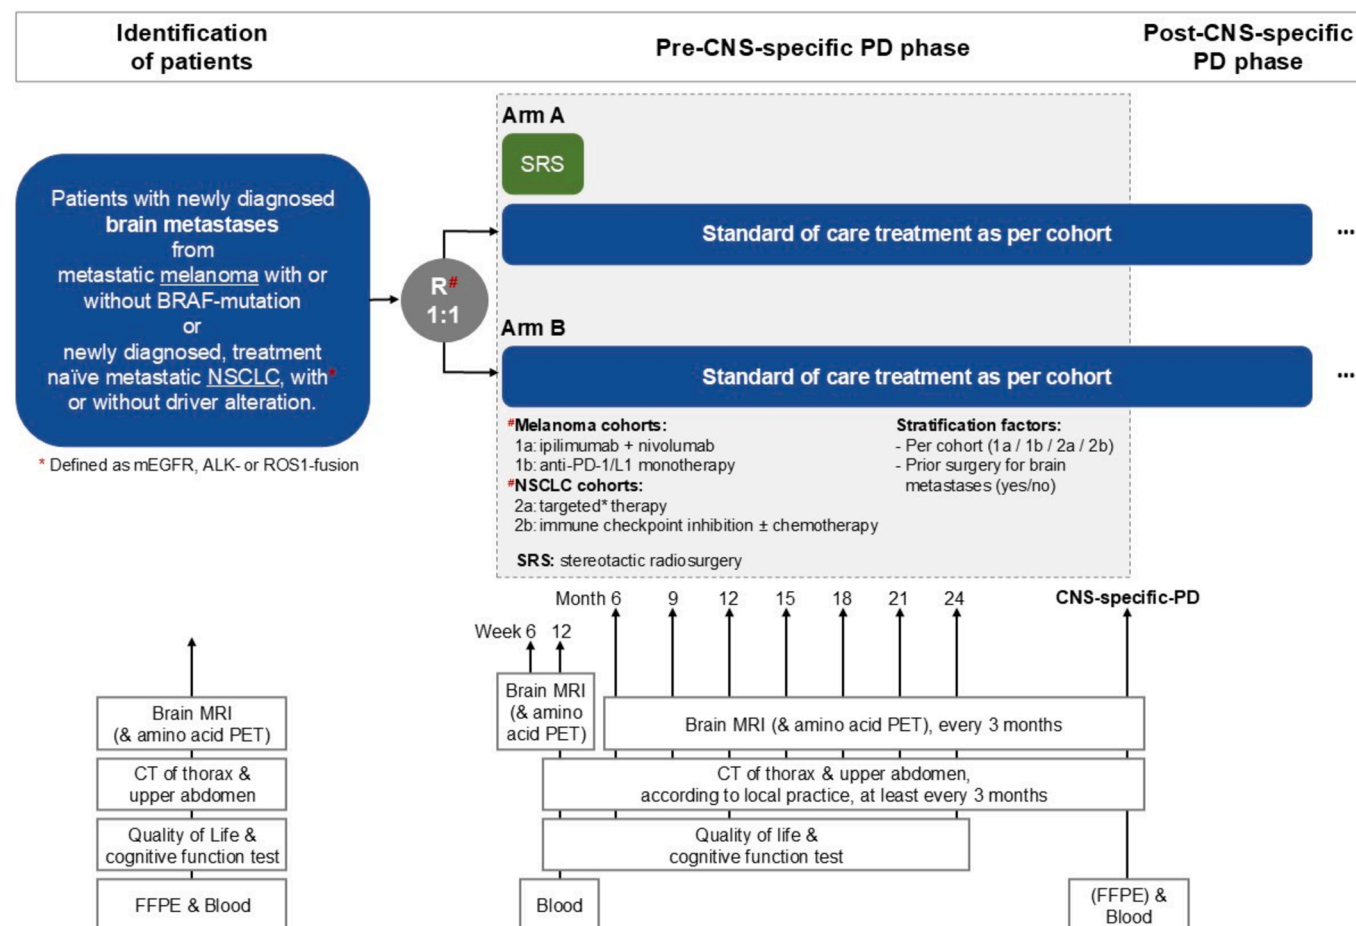 Identification
of patients
Pre-CNS-specific PD phase
Post-CNS-specific
PD phase
Patients with newly diagnosed
brain metastases
from
metastatic melanoma with or
without BRAF-mutation
or
newly diagnosed, treatment
naïve metastatic NSCLC, with*
or without driver alteration.
* Defined as mEGFR, ALK- or ROS1-fusion
R#
1:1
Arm A
SRS
Standard of care treatment as per cohort
...
Arm B
Standard of care treatment as per cohort
...
#Melanoma cohorts:
1a: ipilimumab + nivolumab
1b: anti-PD-1/L1 monotherapy
#NSCLC cohorts:
2a: targeted* therapy
2b: immune checkpoint inhibition ± chemotherapy
SRS: stereotactic radiosurgery
Stratification factors:
- Per cohort (1a / 1b / 2a / 2b)
- Prior surgery for brain
metastases (yes/no)
Month 6 9 12 15 18 21 24 CNS-specific-PD
Week 6 12
Brain MRI
(& amino acid PET)
CT of thorax &
upper abdomen
Quality of Life &
cognitive function test
FFPE & Blood
Brain MRI
(& amino
acid PET)
Brain MRI (& amino acid PET), every 3 months
CT of thorax & upper abdomen,
according to local practice, at least every 3 months
Quality of life &
cognitive function test
Blood
(FFPE) &
Blood